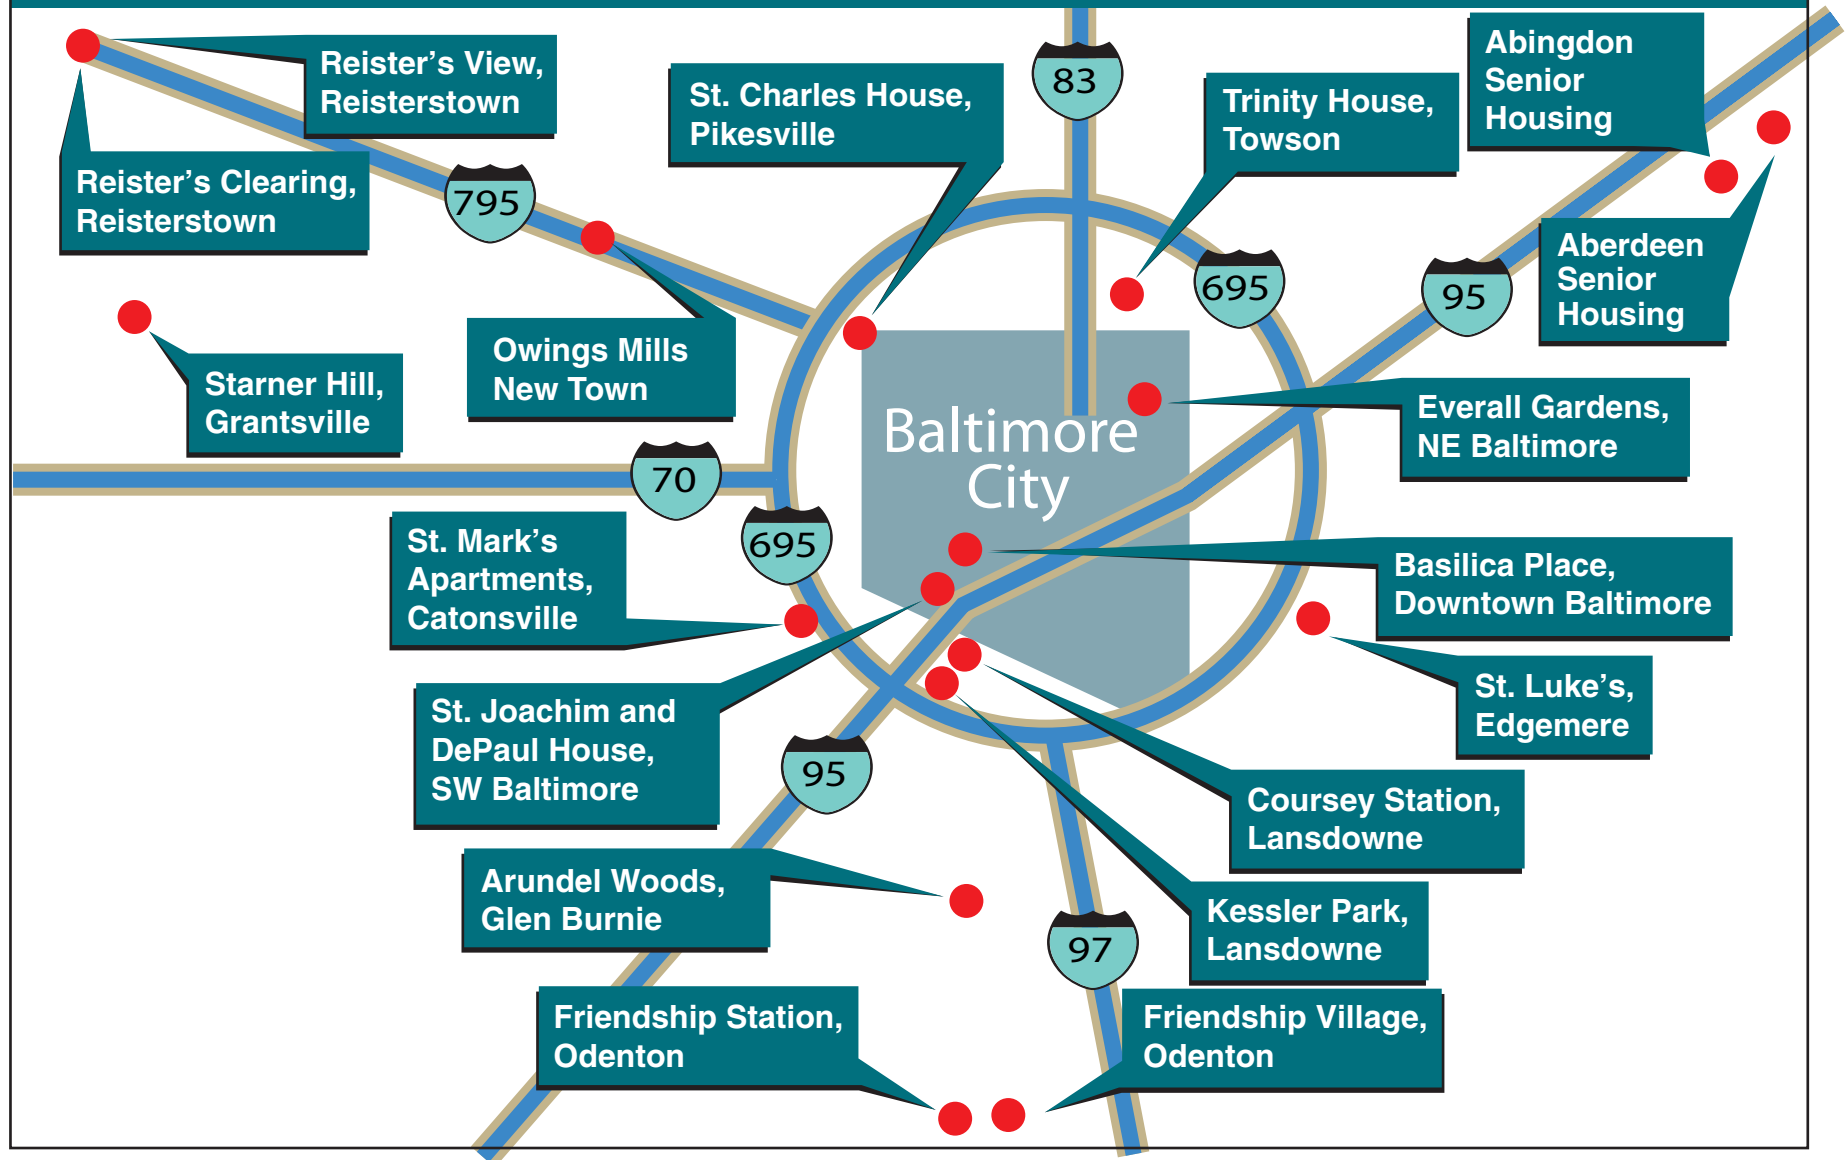 Reister's View,
Reisterstown
St. Charles House,
Pikesville
83
Trinity House,
Towson
Abingdon
Senior
Housing
Reister's Clearing,
Reisterstown
795
Aberdeen
Senior
Housing
695
95
Starner Hill,
Grantsville
Owings Mills
New Town
Everall Gardens,
NE Baltimore
Baltimore
City
70
695
St. Mark's
Apartments,
Catonsville
Basilica Place,
Downtown Baltimore
St. Joachim and
DePaul House,
SW Baltimore
St. Luke's,
Edgemere
95
Coursey Station,
Lansdowne
Arundel Woods,
Glen Burnie
Kessler Park,
Lansdowne
97
Friendship Station,
Odenton
Friendship Village,
Odenton